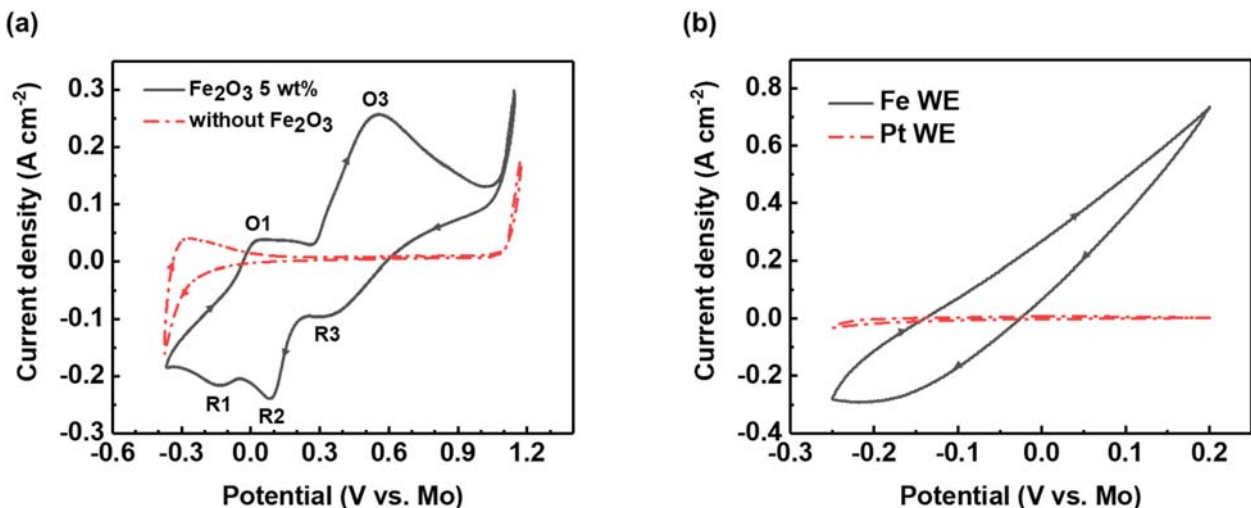 (a)
Current density (A cm⁻²)
0.3
0.2
0.1
0.0
-0.1
-0.2
-0.3
Fe₂O₃ 5 wt%
without Fe₂O₃
O3
O1
R3
R1
R2
-0.6 -0.3 0.0 0.3 0.6 0.9 1.2
Potential (V vs. Mo)
(b)
Current density (A cm⁻²)
0.8
0.6
0.4
0.2
0.0
-0.2
-0.4
Fe WE
Pt WE
-0.3 -0.2 -0.1 0.0 0.1 0.2
Potential (V vs. Mo)